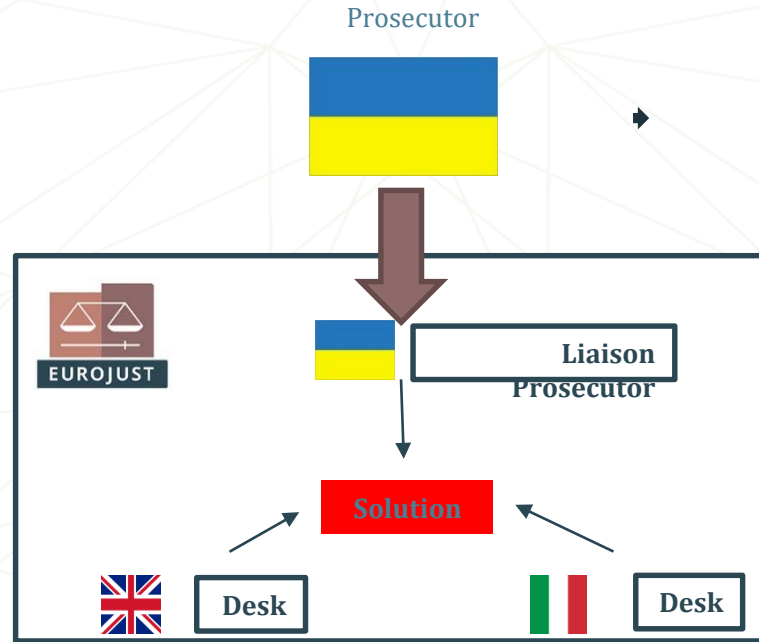 Prosecutor
EUROJUST
Liaison
Prosecutor
Solution
Desk
Desk